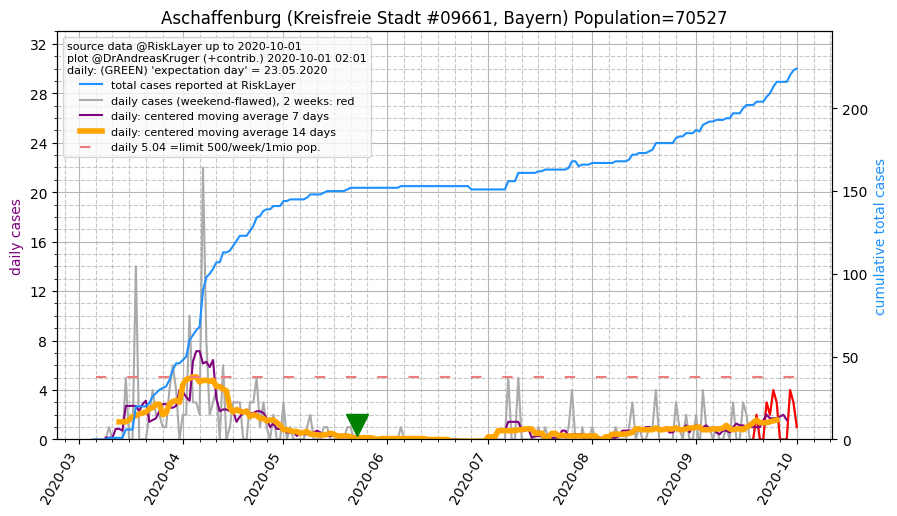 Aschaffenburg (Kreisfreie Stadt #09661, Bayern) Population=70527
source data @RiskLayer up to 2020-10-01
plot @DrAndreasKruger (+contrib.) 2020-10-01 02:01
daily: (GREEN) 'expectation day' = 23.05.2020
total cases reported at RiskLayer
daily cases (weekend-flawed), 2 weeks: red
daily: centered moving average 7 days
daily: centered moving average 14 days
daily 5.04 =limit 500/week/1mio pop.
daily cases
32
28
24
20
16
12
8
4
0
cumulative total cases
200
150
100
50
0
2020-03
2020-04
2020-05
2020-06
2020-07
2020-08
2020-09
2020-10